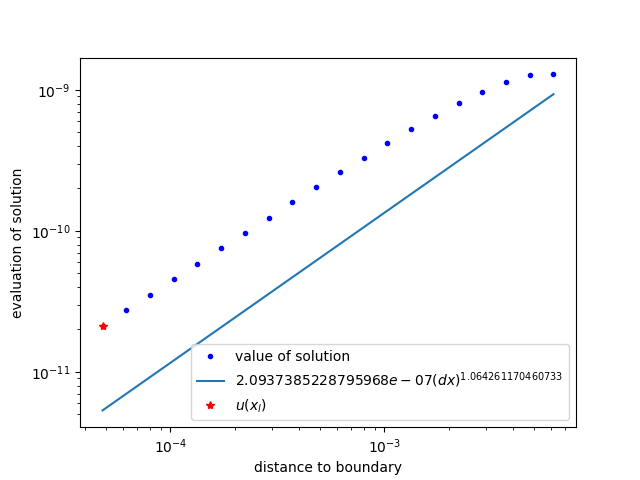 10⁻⁹
10⁻¹⁰
10⁻¹¹
evaluation of solution
value of solution
2.0937385228795968e − 07(dx)^1.064261170460733
u(x_l)
10⁻⁴
10⁻³
distance to boundary